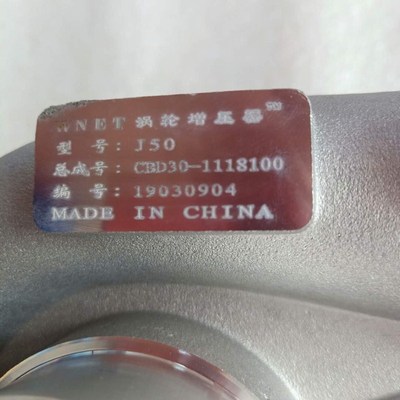 WNET 涡轮增压器
型 号: J50
总成号: CBD30-1118100
编 号: 19030904
MADE IN CHINA